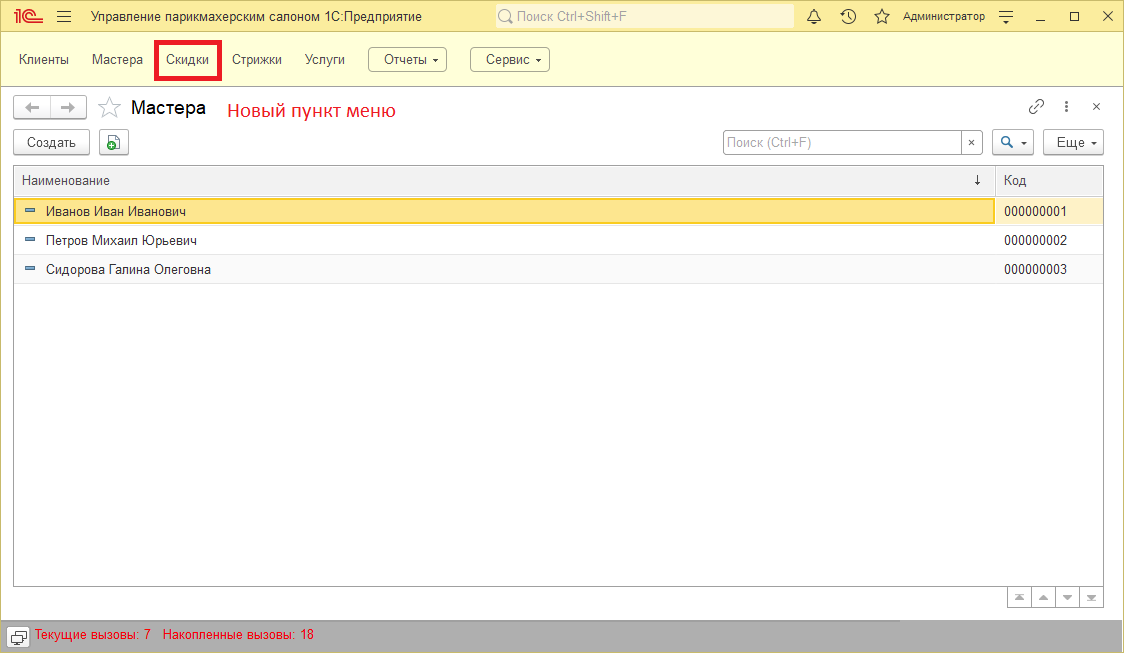 1С Управление парикмахерским салоном 1С:Предприятие Поиск Ctrl+Shift+F Администратор
Клиенты Мастера Скидки Стрижки Услуги Отчеты Сервис
Мастера Новый пункт меню
Создать Поиск (Ctrl+F) × Еще
Наименование ↓ Код
Иванов Иван Иванович 000000001
Петров Михаил Юрьевич 000000002
Сидорова Галина Олеговна 000000003
Текущие вызовы: 7 Накопленные вызовы: 18